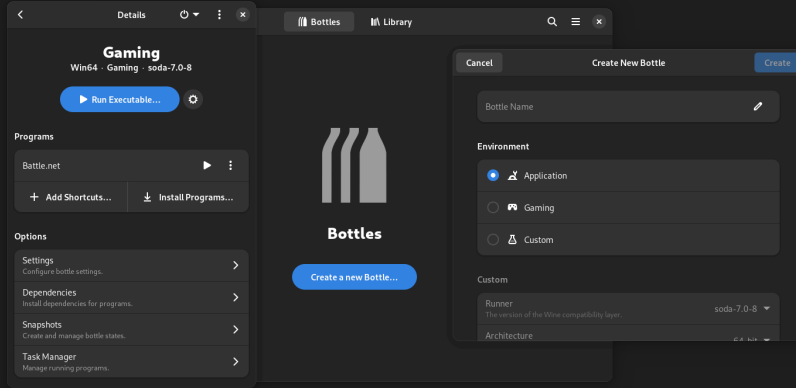 Details
Gaming
Win64 · Gaming · soda-7.0-8
Run Executable...
Programs
Battle.net
Add Shortcuts...
Install Programs...
Options
Settings
Configure bottle settings.
Dependencies
Install dependencies for programs.
Snapshots
Create and manage bottle states.
Task Manager
Manage running programs.
Bottles
Library
Bottles
Create a new Bottle...
Cancel
Create New Bottle
Create
Bottle Name
Environment
Application
Gaming
Custom
Custom
Runner
The version of the Wine compatibility layer.
soda-7.0-8
Architecture
64-bit